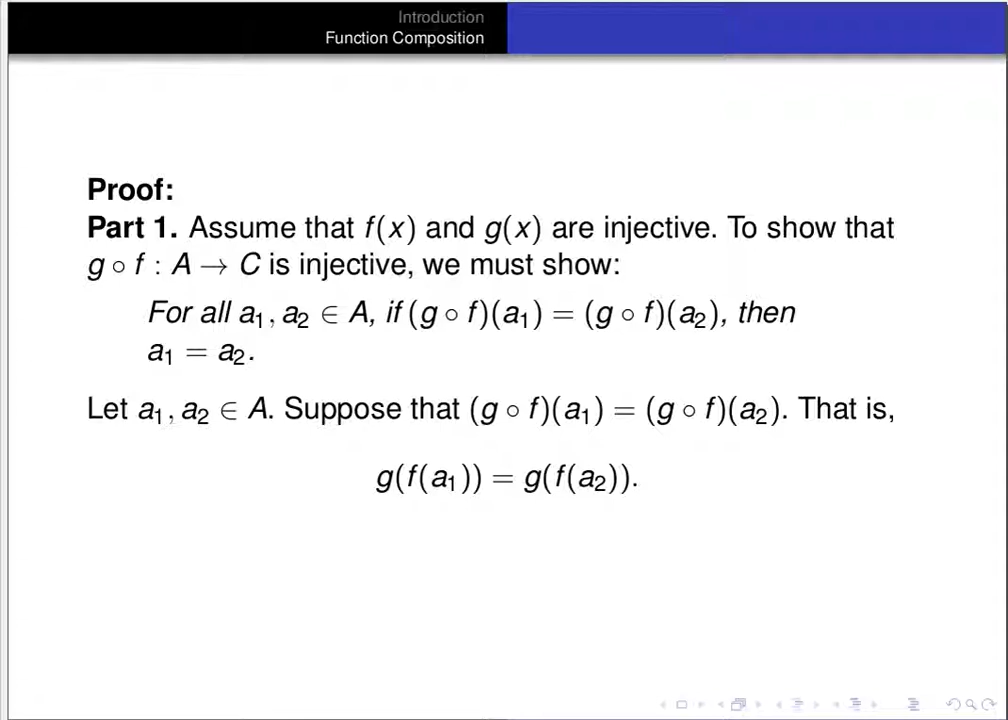 Introduction
Function Composition
Proof:
Part 1. Assume that f(x) and g(x) are injective. To show that
g ∘ f : A → C is injective, we must show:
For all a₁, a₂ ∈ A, if (g ∘ f)(a₁) = (g ∘ f)(a₂), then
a₁ = a₂.
Let a₁, a₂ ∈ A. Suppose that (g ∘ f)(a₁) = (g ∘ f)(a₂). That is,
g(f(a₁)) = g(f(a₂)).